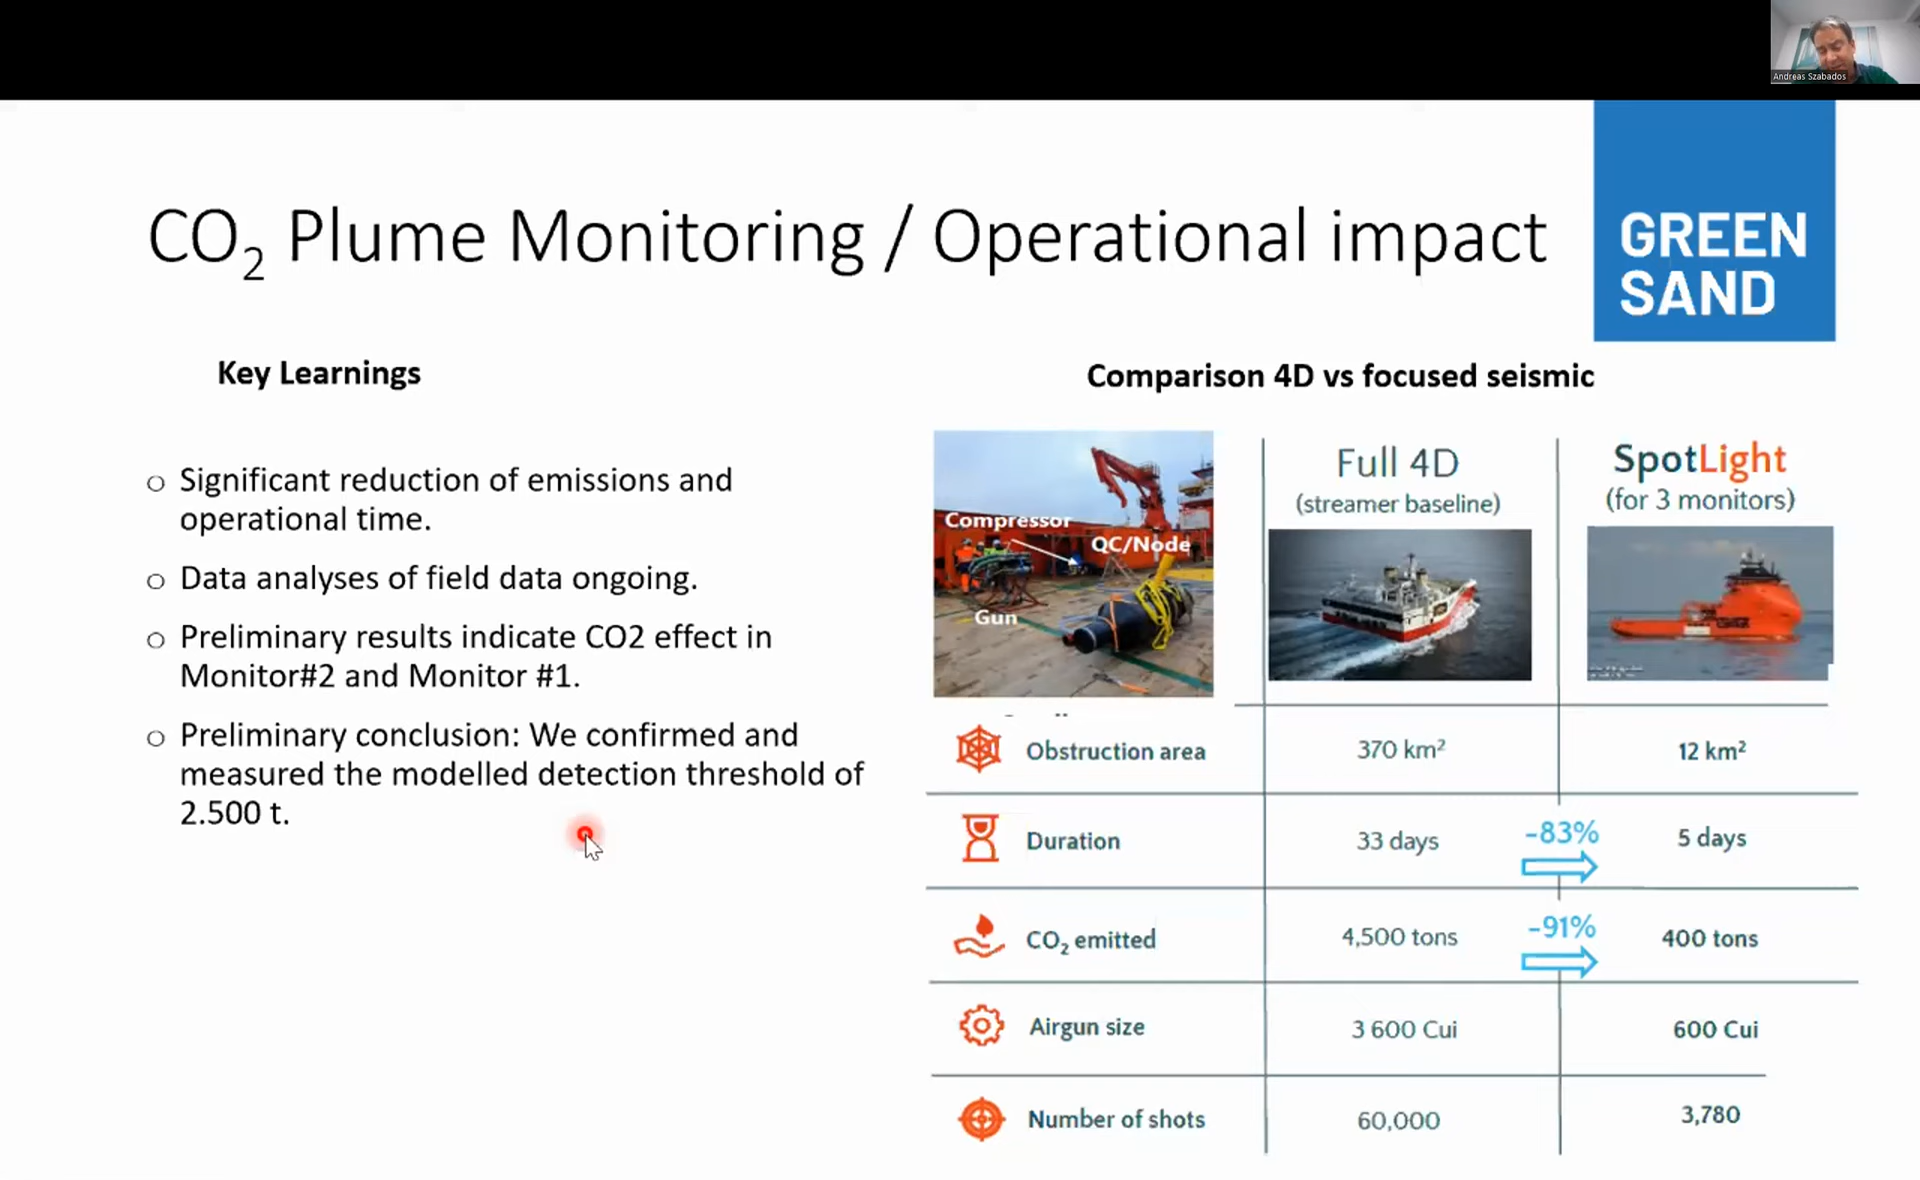 Andreas Szabados
CO₂ Plume Monitoring / Operational impact
GREEN
SAND
Key Learnings
Significant reduction of emissions and
operational time.
Data analyses of field data ongoing.
Preliminary results indicate CO2 effect in
Monitor#2 and Monitor #1.
Preliminary conclusion: We confirmed and
measured the modelled detection threshold of
2.500 t.
Comparison 4D vs focused seismic
Compressor
QC/Node
Gun
Full 4D
(streamer baseline)
SpotLight
(for 3 monitors)
Obstruction area 370 km² 12 km²
Duration 33 days -83% 5 days
CO₂ emitted 4,500 tons -91% 400 tons
Airgun size 3 600 Cui 600 Cui
Number of shots 60,000 3,780